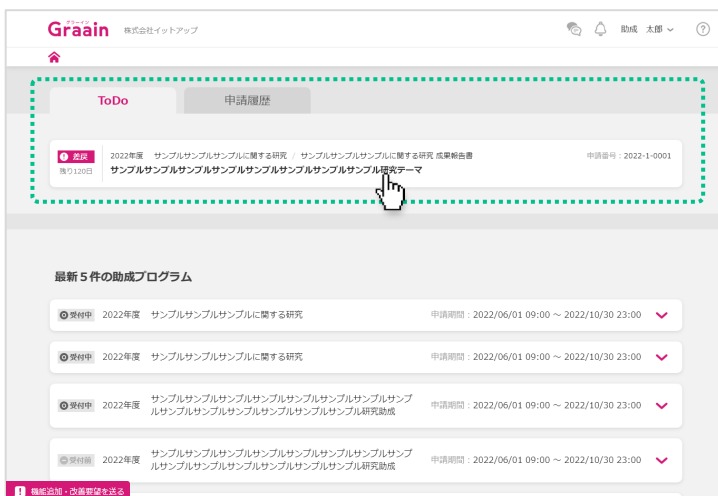 グラーイン
Graain 株式会社イットアップ 助成 太郎
ToDo 申請履歴
差戻 2022年度 サンプルサンプルサンプルに関する研究 / サンプルサンプルサンプルに関する研究 成果報告書 申請番号：2022-1-0001
残り120日 サンプルサンプルサンプルサンプルサンプルサンプルサンプルサンプル研究テーマ
最新５件の助成プログラム
受付中 2022年度 サンプルサンプルサンプルに関する研究 申請期間：2022/06/01 09:00 ～ 2022/10/30 23:00
受付中 2022年度 サンプルサンプルサンプルに関する研究 申請期間：2022/06/01 09:00 ～ 2022/10/30 23:00
受付中 2022年度 サンプルサンプルサンプルサンプルサンプルサンプルサンプルサンプ 申請期間：2022/06/01 09:00 ～ 2022/10/30 23:00
ルサンプルサンプルサンプルサンプルサンプルサンプル研究助成
受付前 2022年度 サンプルサンプルサンプルサンプルサンプルサンプルサンプルサンプ 申請期間：2022/06/01 09:00 ～ 2022/10/30 23:00
ルサンプルサンプルサンプルサンプルサンプルサンプル研究助成
機能追加・改善要望を送る